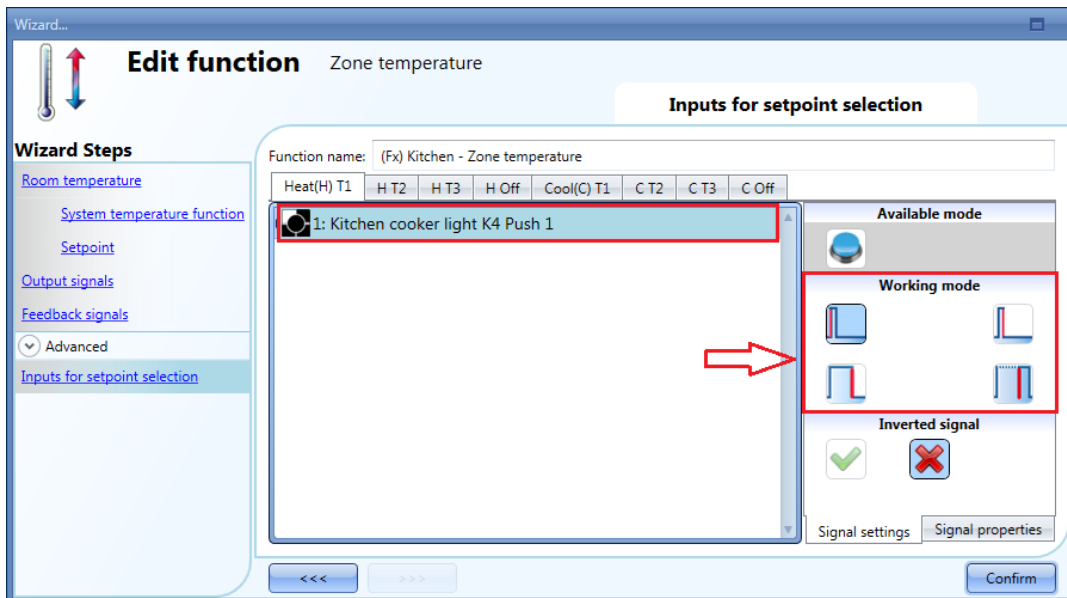 Wizard...
Edit function Zone temperature
Inputs for setpoint selection
Wizard Steps
Room temperature
System temperature function
Setpoint
Output signals
Feedback signals
Advanced
Inputs for setpoint selection
Function name: (Fx) Kitchen - Zone temperature
Heat(H) T1 H T2 H T3 H Off Cool(C) T1 C T2 C T3 C Off
1: Kitchen cooker light K4 Push 1
Available mode
Working mode
Inverted signal
Signal settings Signal properties
<<< >>> Confirm